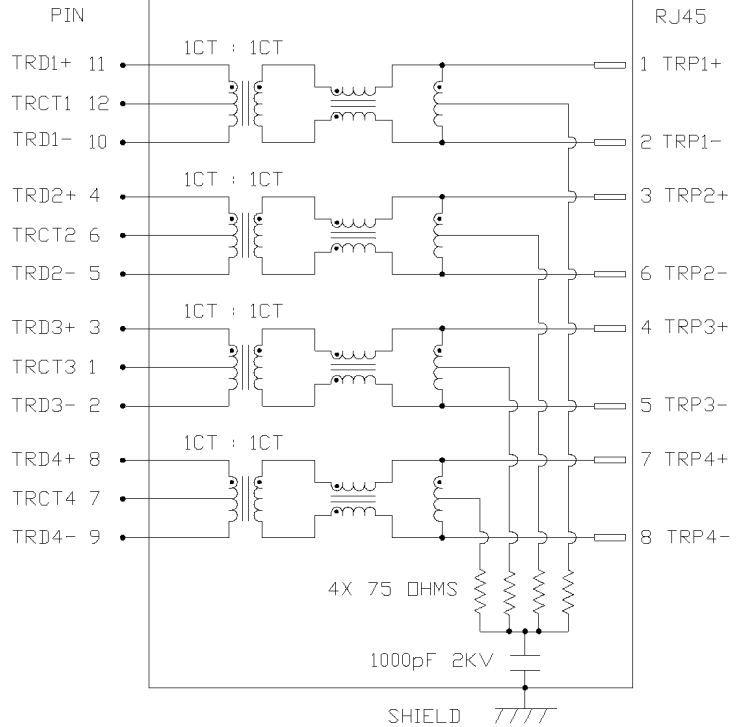 PIN RJ45
1CT : 1CT
TRD1+ 11 1 TRP1+
TRCT1 12
TRD1- 10 2 TRP1-
1CT : 1CT
TRD2+ 4 3 TRP2+
TRCT2 6
TRD2- 5 6 TRP2-
1CT : 1CT
TRD3+ 3 4 TRP3+
TRCT3 1
TRD3- 2 5 TRP3-
1CT : 1CT
TRD4+ 8 7 TRP4+
TRCT4 7
TRD4- 9 8 TRP4-
4X 75 OHMS
1000pF 2KV
SHIELD